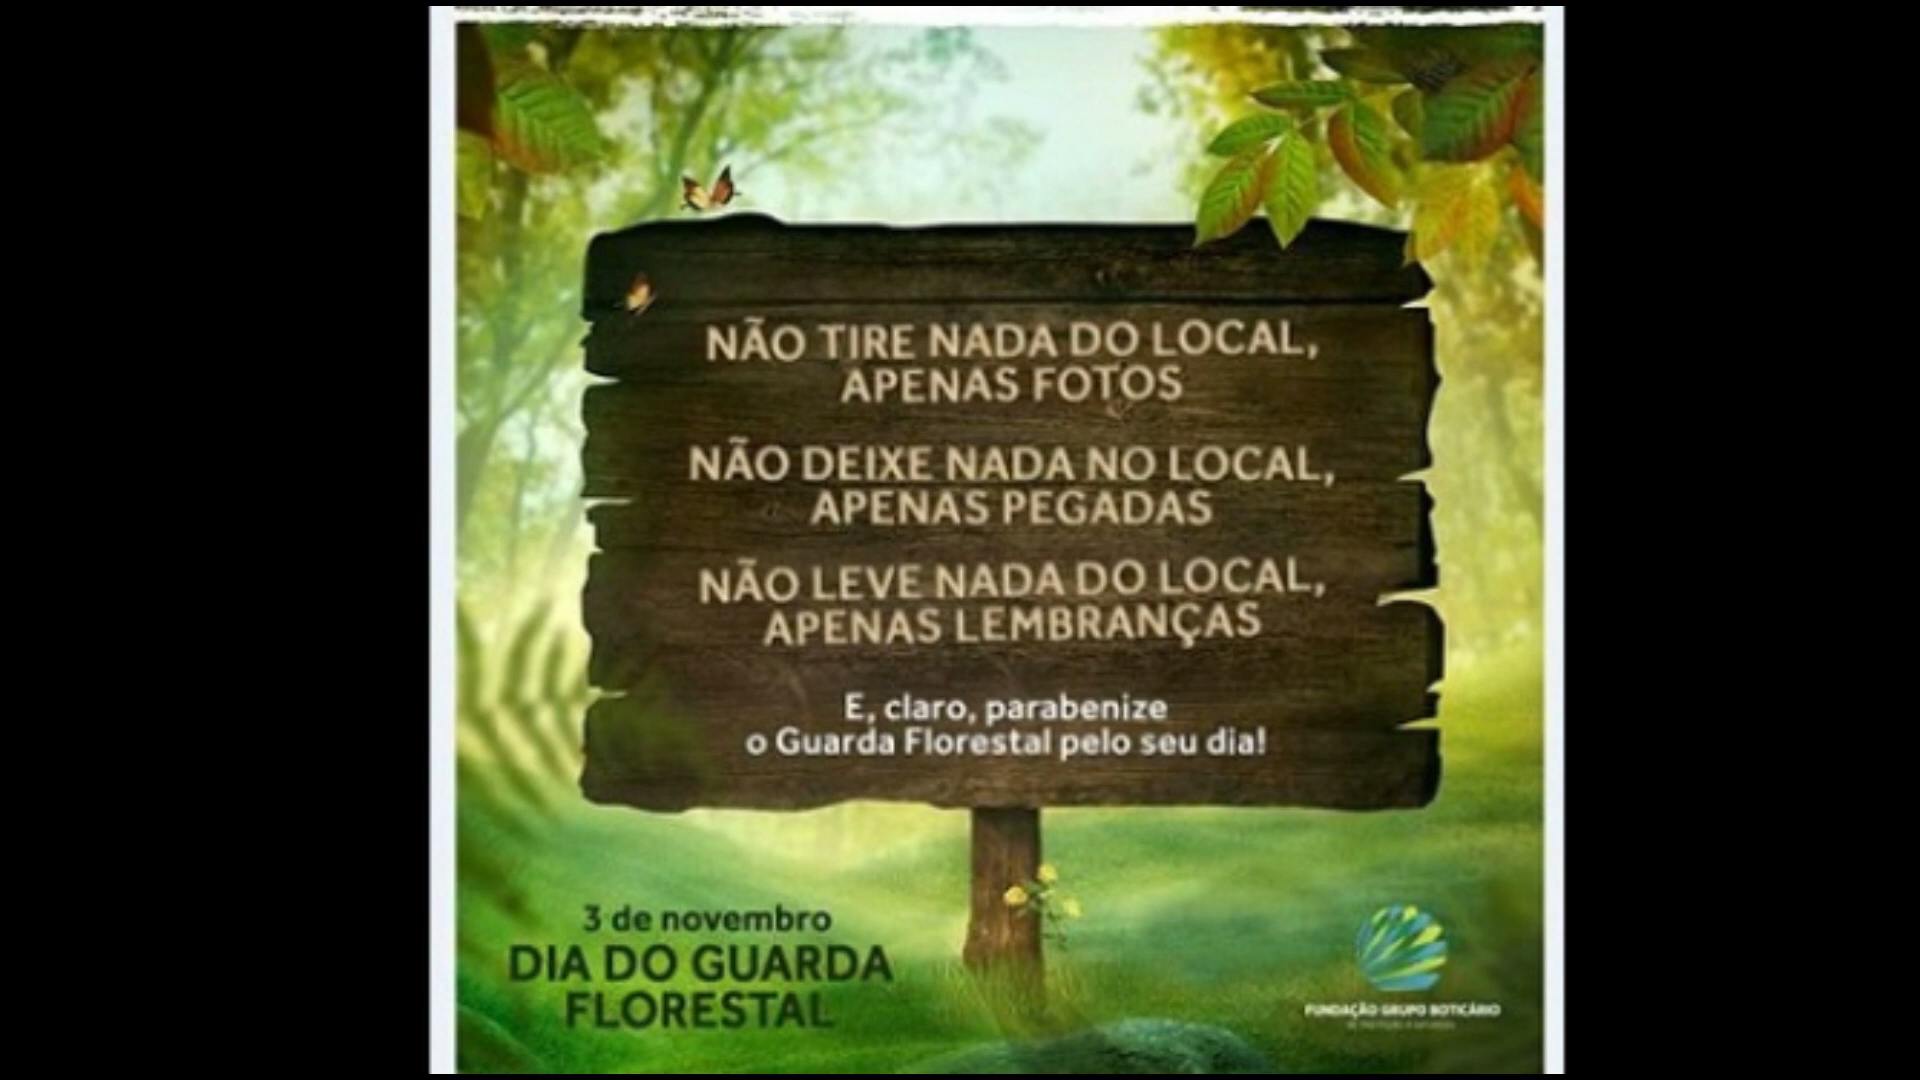 NÃO TIRE NADA DO LOCAL,
APENAS FOTOS
NÃO DEIXE NADA NO LOCAL,
APENAS PEGADAS
NÃO LEVE NADA DO LOCAL,
APENAS LEMBRANÇAS
E, claro, parabenize
o Guarda Florestal pelo seu dia!
3 de novembro
DIA DO GUARDA
FLORESTAL
FUNDAÇÃO GRUPO BOTICÁRIO